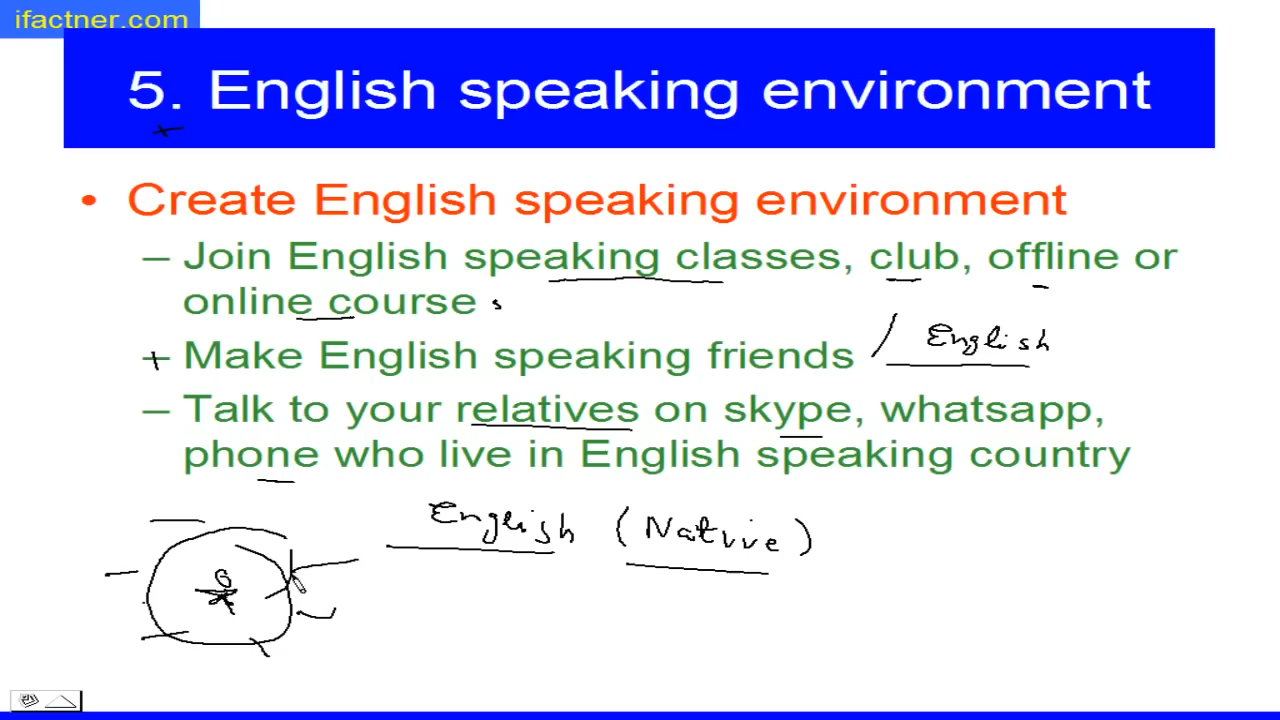 ifactner.com
5. English speaking environment
• Create English speaking environment
– Join English speaking classes, club, offline or
online course
– Make English speaking friends / English
– Talk to your relatives on skype, whatsapp,
phone who live in English speaking country
English (Native)